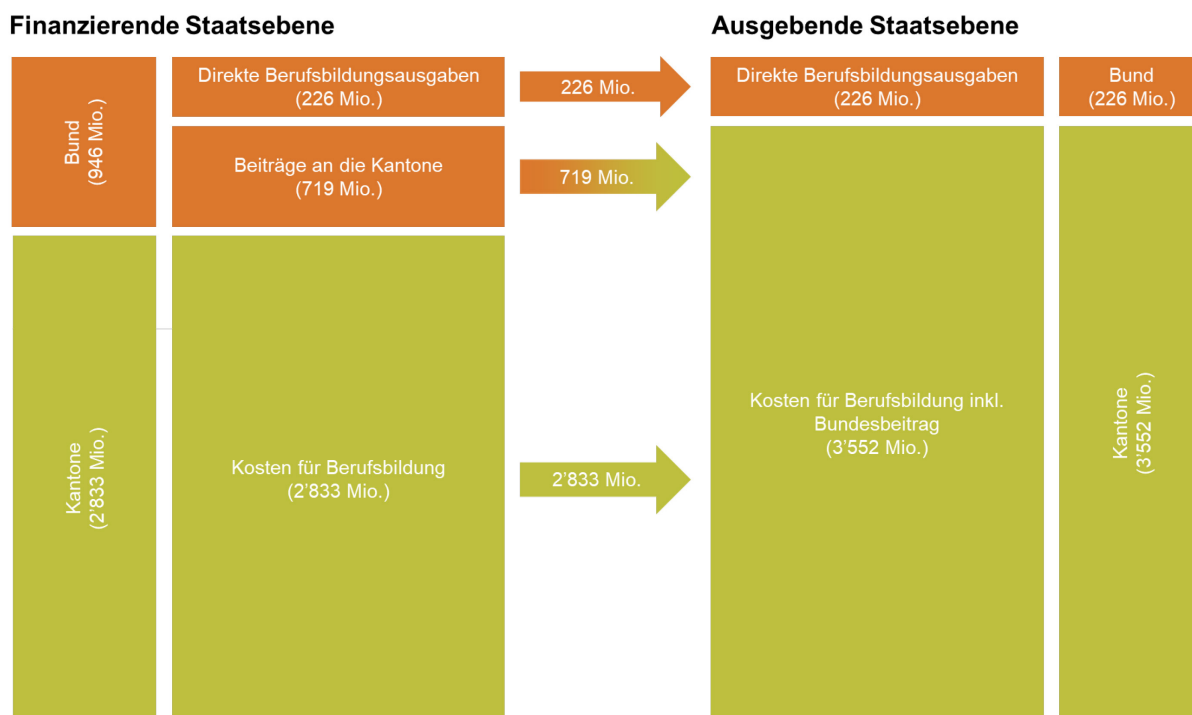 Finanzierende Staatsebene
Ausgebende Staatsebene
Bund
(946 Mio.)
Direkte Berufsbildungsausgaben
(226 Mio.)
226 Mio.
Direkte Berufsbildungsausgaben
(226 Mio.)
Bund
(226 Mio.)
Beiträge an die Kantone
(719 Mio.)
719 Mio.
Kantone
(2'833 Mio.)
Kosten für Berufsbildung
(2'833 Mio.)
2'833 Mio.
Kosten für Berufsbildung inkl.
Bundesbeitrag
(3'552 Mio.)
Kantone
(3'552 Mio.)